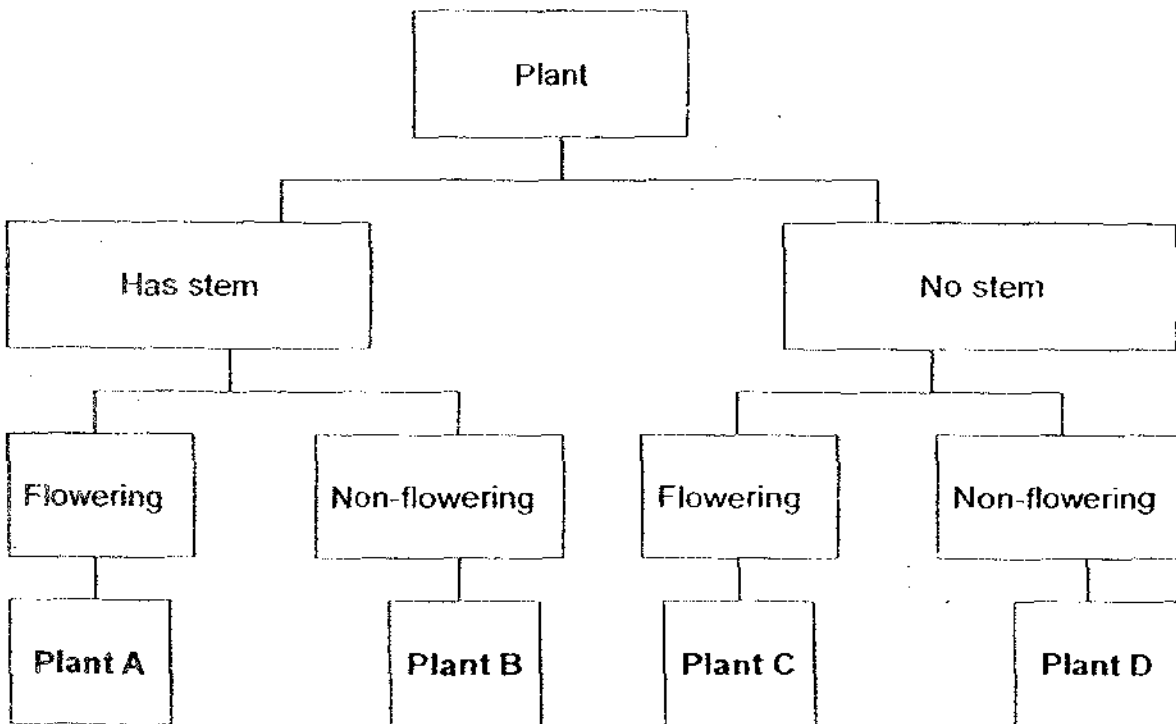 Plant
Has stem
No stem
Flowering
Non-flowering
Flowering
Non-flowering
Plant A
Plant B
Plant C
Plant D